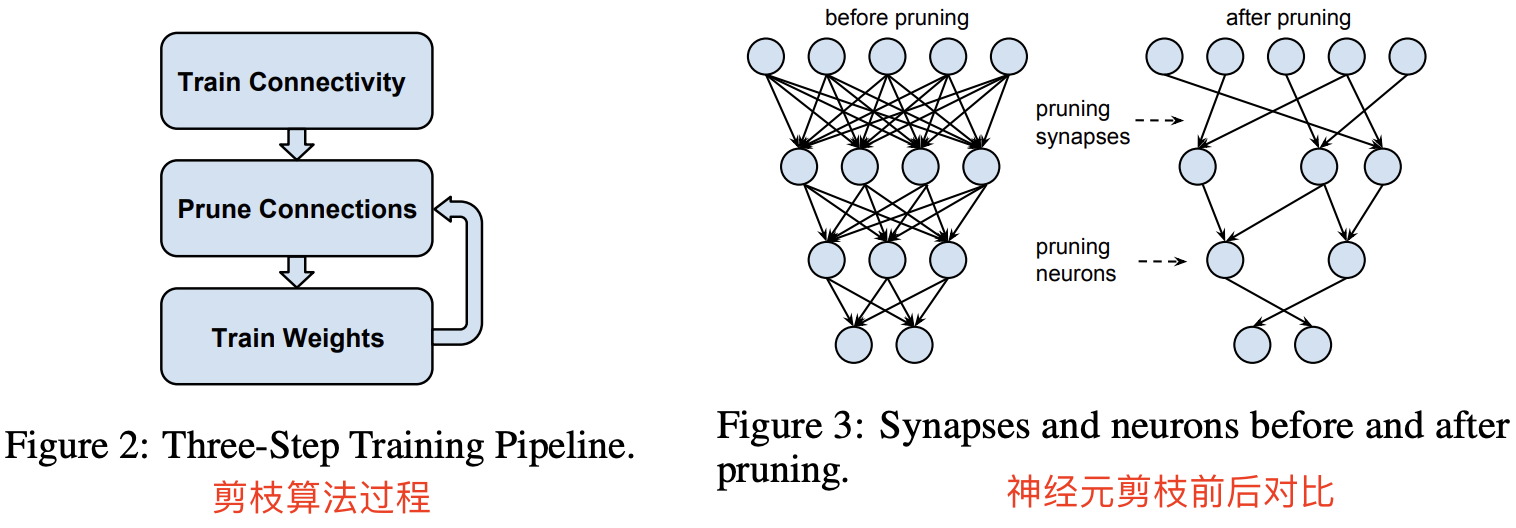 Train Connectivity
Prune Connections
Train Weights
Figure 2: Three-Step Training Pipeline.
剪枝算法过程
before pruning
after pruning
pruning
synapses
pruning
neurons
Figure 3: Synapses and neurons before and after
pruning.
神经元剪枝前后对比